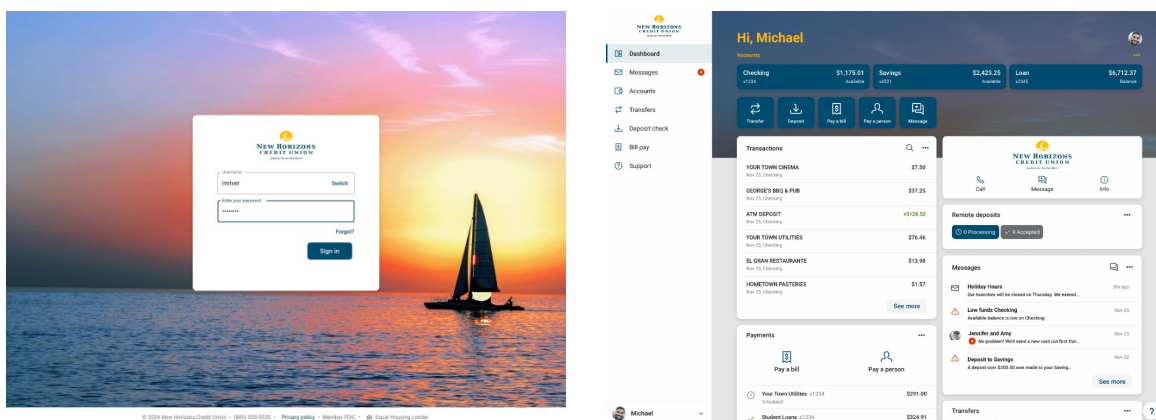 NEW HORIZONS
CREDIT UNION
Username
mriver
Switch
Enter your password
Forgot?
Sign in
© 2024 New Horizons Credit Union • (800) 555-5555 • Privacy policy • Member FDIC • Equal Housing Lender
NEW HORIZONS
CREDIT UNION
Dashboard
Messages
Accounts
Transfers
Deposit check
Bill pay
Support
Michael
Hi, Michael
Accounts
Checking $1,175.01
x1234 Available
Savings $2,423.25
x4321 Available
Loan $6,712.37
x2345 Balance
Transfer
Deposit
Pay a bill
Pay a person
Message
Transactions
YOUR TOWN CINEMA $7.50
Nov 25, Checking
GEORGE'S BBQ & PUB $37.25
Nov 25, Checking
ATM DEPOSIT +$128.52
Nov 25, Checking
YOUR TOWN UTILITIES $76.46
Nov 25, Checking
EL GRAN RESTAURANTE $13.98
Nov 25, Checking
HOMETOWN PASTERIES $1.57
Nov 25, Checking
See more
Payments
Pay a bill
Pay a person
Your Town Utilities x1234 $291.00
Scheduled
Student Loans x1234 $324.91
NEW HORIZONS
CREDIT UNION
Call
Message
Info
Remote deposits
0 Processing
9 Accepted
Messages
Holiday Hours
Our branches will be closed on Thursday. We extend...
ago
Low funds Checking Nov 25
Available balance is low on Checking
Jennifer and Amy Nov 25
No problem! We'll send a new card out first thin...
Deposit to Savings Nov 22
A deposit over $200.00 was made to your Saving...
See more
Transfers
?